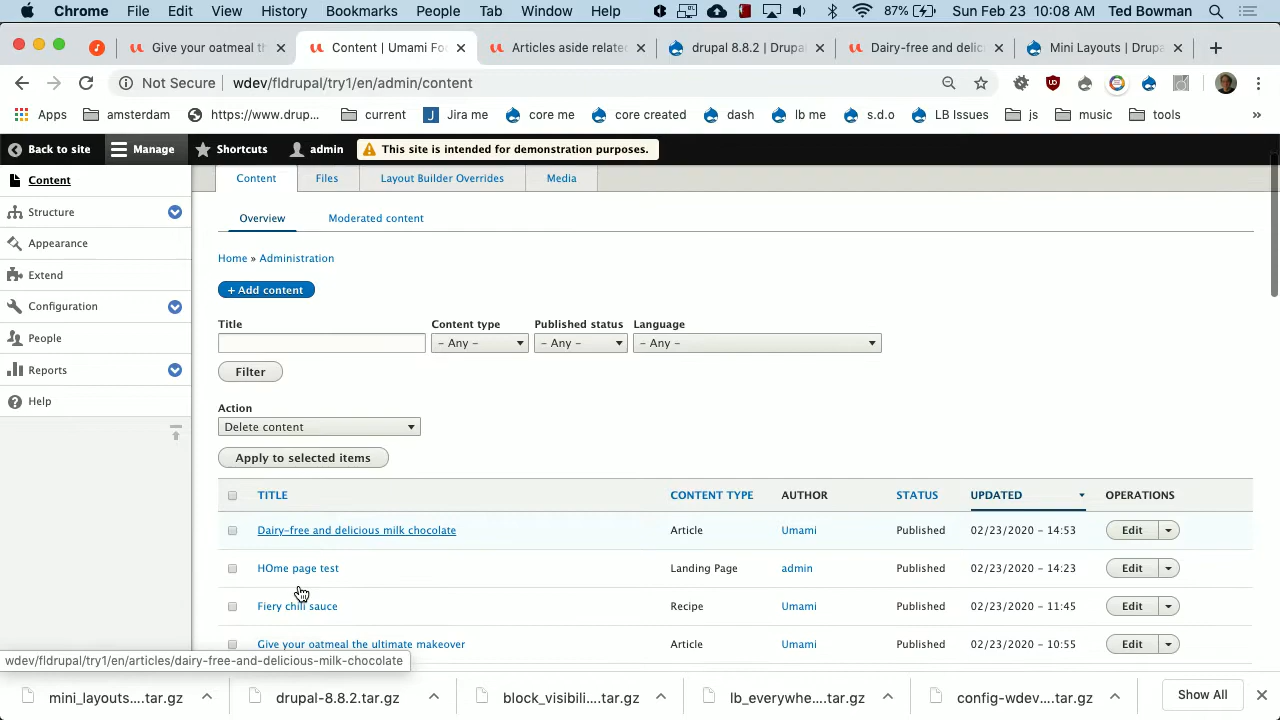 Chrome File Edit View History Bookmarks People Tab Window Help 87% Sun Feb 23 10:08 AM Ted Bowman
Give your oatmeal th Content | Umami Foo Articles aside relate drupal 8.8.2 | Drupal Dairy-free and delic Mini Layouts | Drupa
Not Secure wdev/fldrupal/try1/en/admin/content
Apps amsterdam https://www.drup... current Jira me core me core created dash lb me s.d.o LB Issues js music tools »
Back to site Manage Shortcuts admin This site is intended for demonstration purposes.
Content Files Layout Builder Overrides Media
Content
Structure
Appearance
Extend
Configuration
People
Reports
Help
Overview Moderated content
Home » Administration
+ Add content
Title Content type Published status Language
– Any – – Any – – Any –
Filter
Action
Delete content
Apply to selected items
TITLE CONTENT TYPE AUTHOR STATUS UPDATED OPERATIONS
Dairy-free and delicious milk chocolate Article Umami Published 02/23/2020 - 14:53 Edit
HOme page test Landing Page admin Published 02/23/2020 - 14:23 Edit
Fiery chili sauce Recipe Umami Published 02/23/2020 - 11:45 Edit
Give your oatmeal the ultimate makeover Article Umami Published 02/23/2020 - 10:55 Edit
wdev/fldrupal/try1/en/articles/dairy-free-and-delicious-milk-chocolate
mini_layouts....tar.gz drupal-8.8.2.tar.gz block_visibili....tar.gz lb_everywhe....tar.gz config-wdev....tar.gz Show All